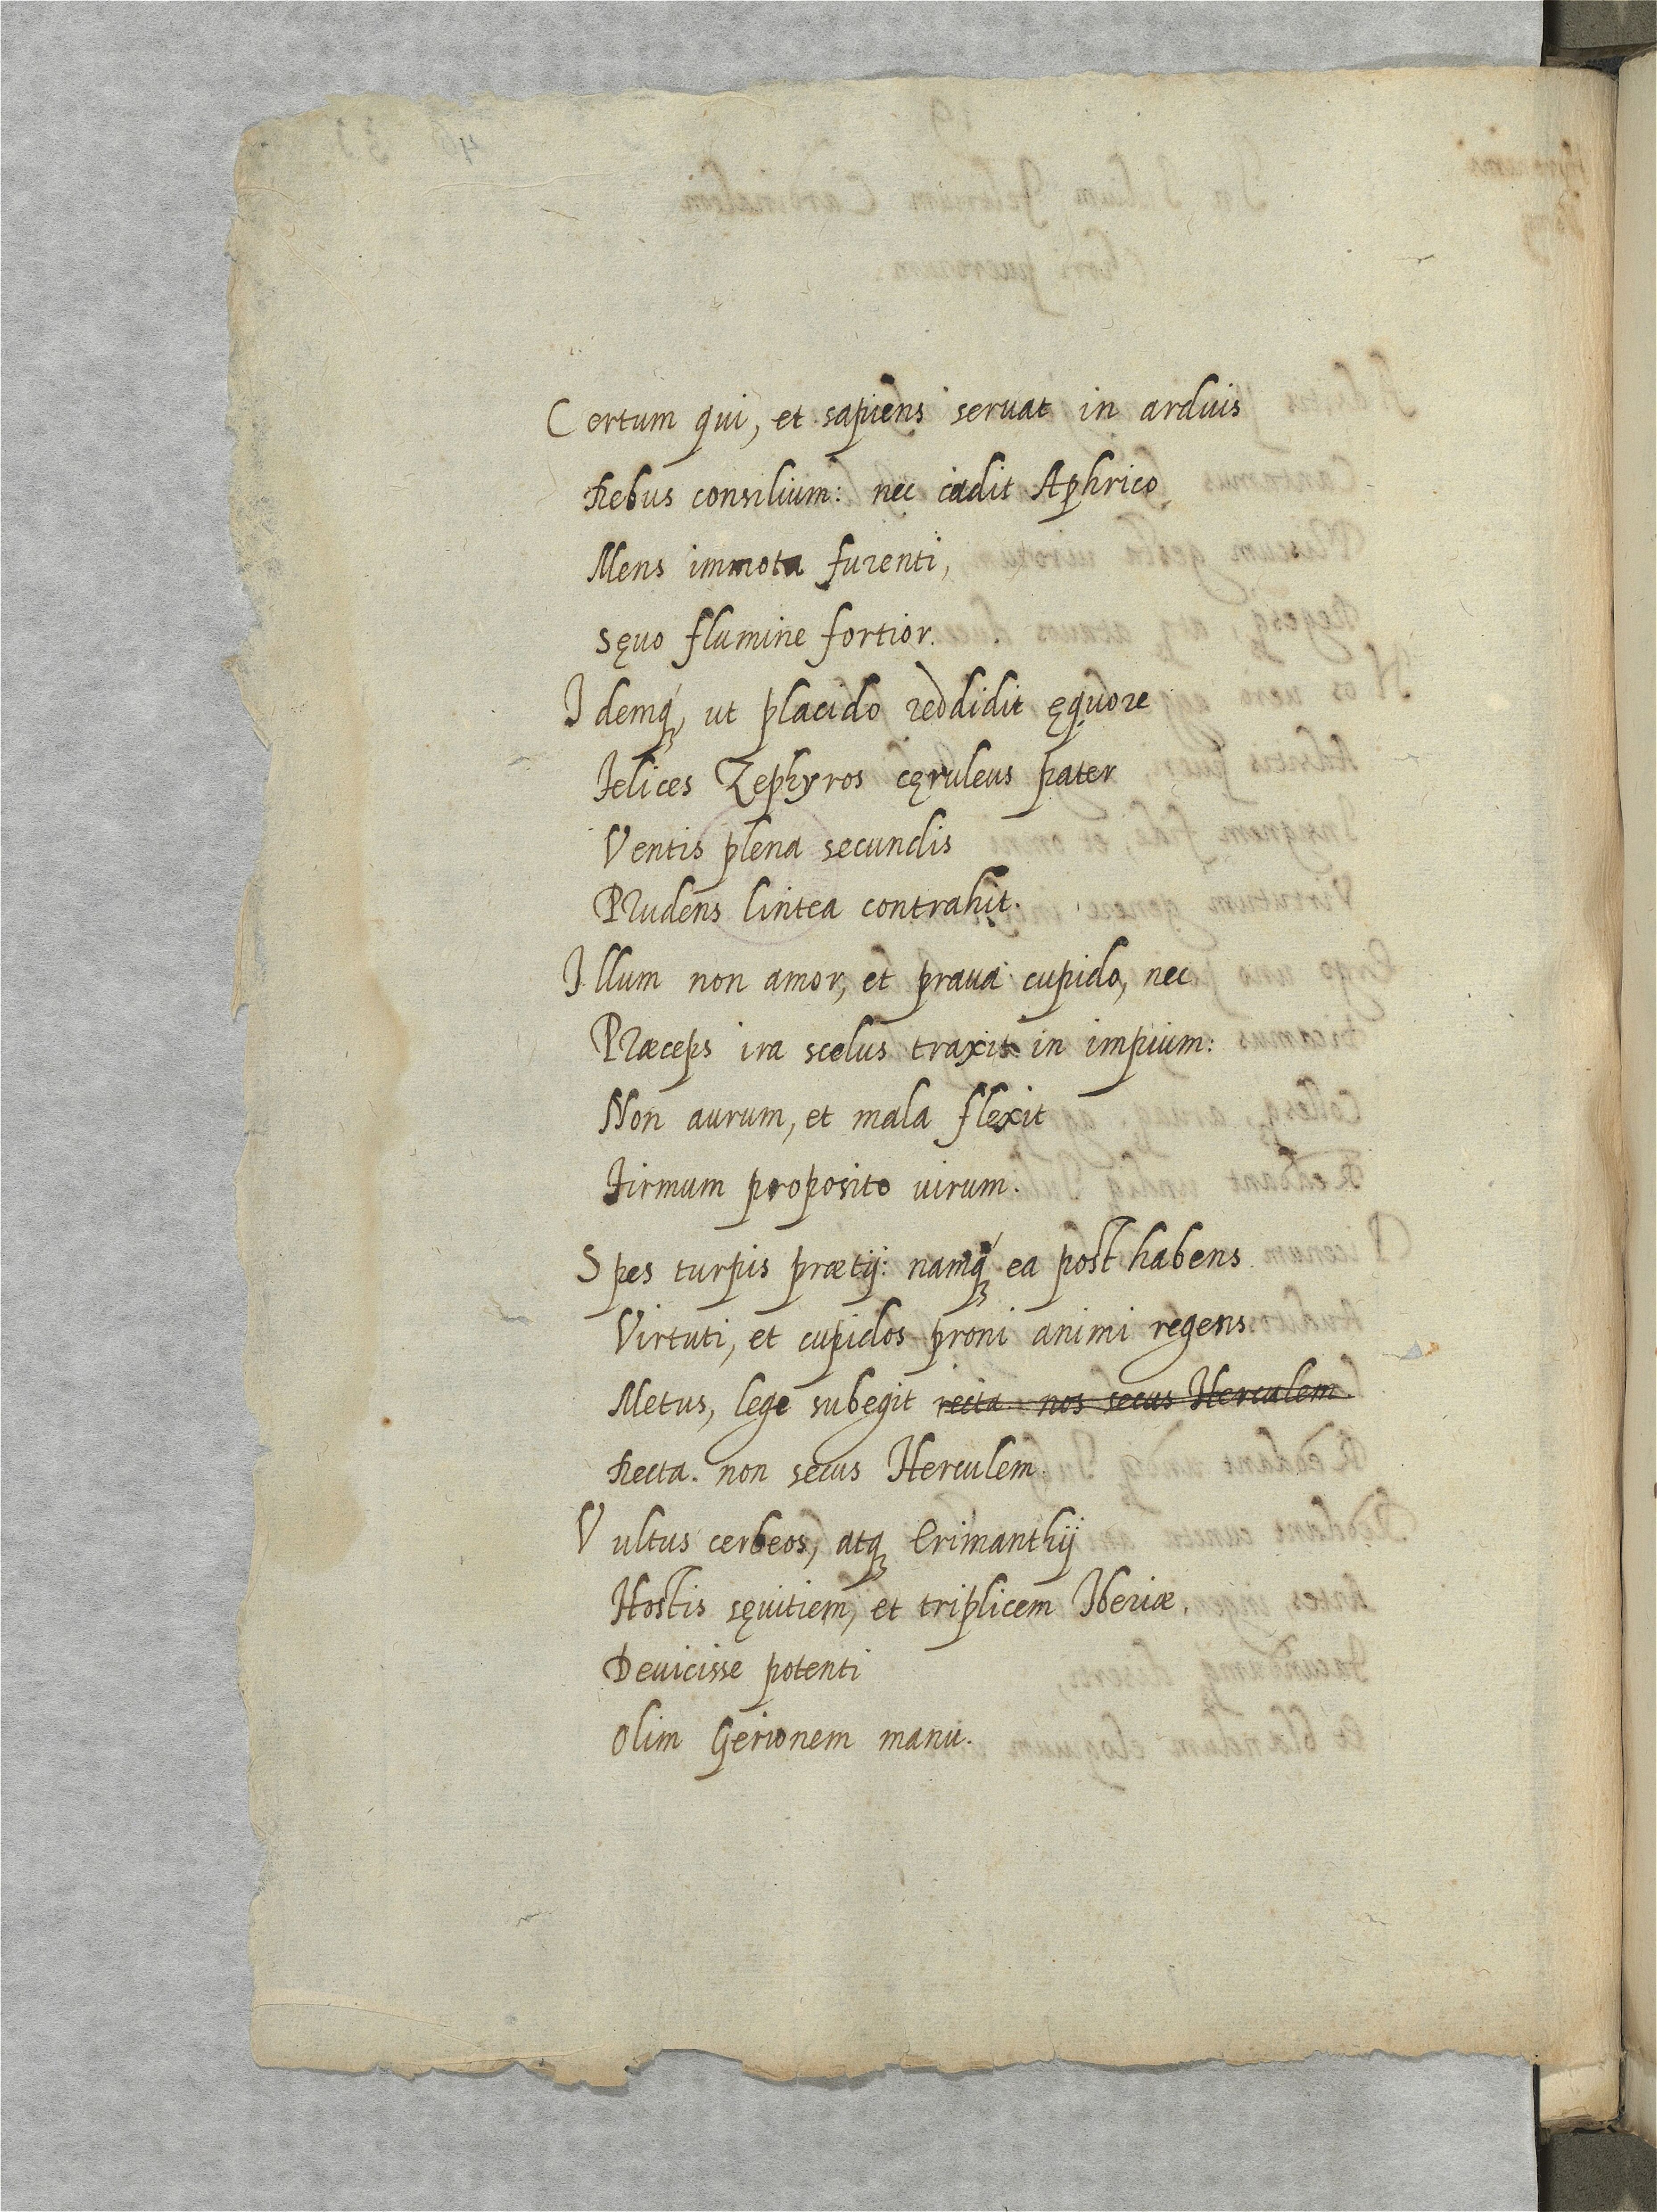 Certum qui, et sapiens seruat in arduis
Rebus consilium: nec cadit Aphrico
Mens immota furenti,
Sęuo flumine fortior.
Idemq́ꝫ, ut placido reddidit ęquore
Felices Zephyros cęruleus pater
Ventis plena secundis
Prudens lintea contrahit.
Illum non amor, et praua cupido, nec
Præceps ira scelus traxit in impium:
Non aurum, et mala flexit
Firmum proposito uirum.
Spes turpis prætij: namq́ꝫ ea post habens
Virtuti, et cupidos proni animi regens
Metus, lege subegit recta nos secus Herculem
Recta. non secus Herculem.
Vultus cerbeos, atqꝫ Erimanthij
Hostis sęuitiem, et triplicem Iberiæ.
Deuicisse potenti
Olim Gerionem manu.